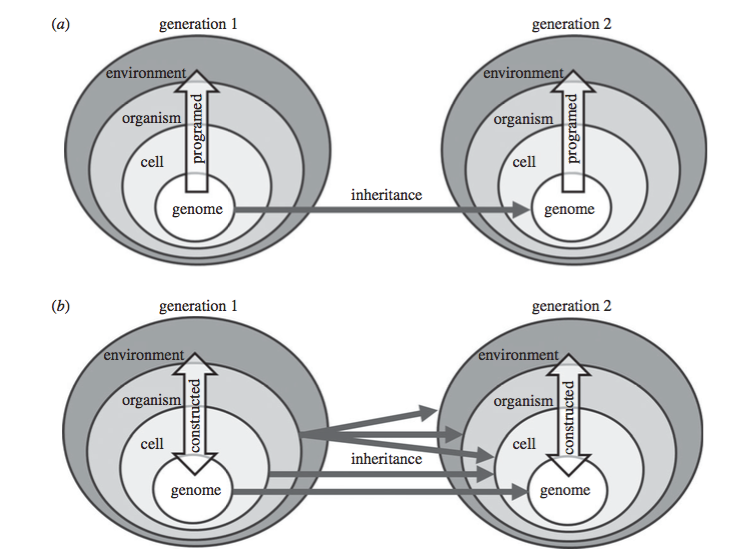 (a)
generation 1
generation 2
environment
organism
cell
programed
genome
inheritance
environment
organism
cell
programed
genome
(b)
generation 1
generation 2
environment
organism
cell
constructed
genome
inheritance
environment
organism
cell
constructed
genome